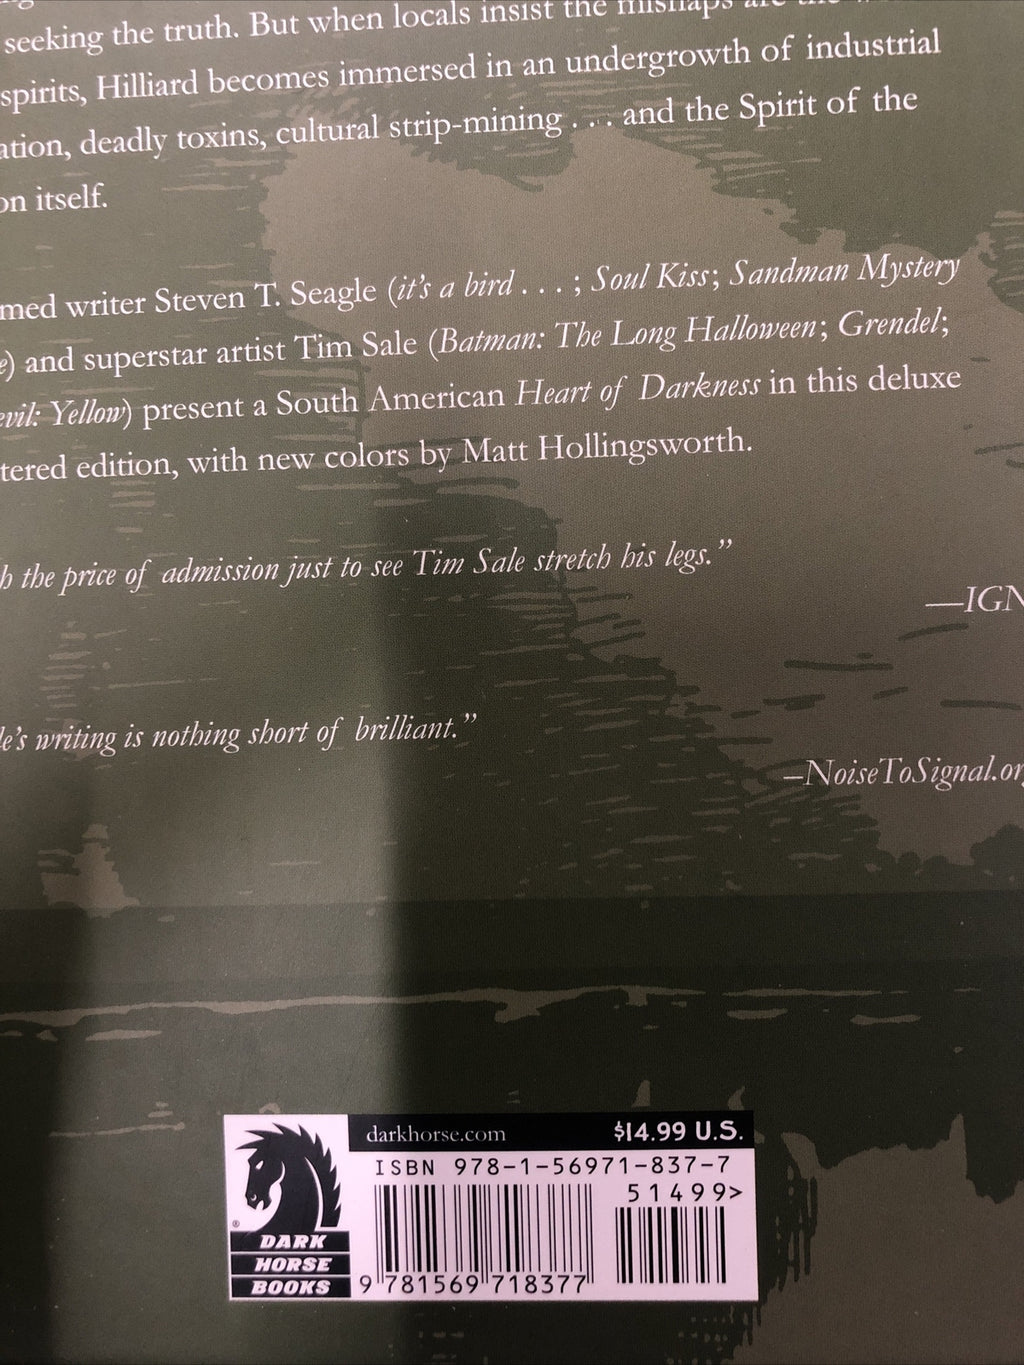 seeking the truth. But when locals insist the mishaps are the
spirits, Hilliard becomes immersed in an undergrowth of industrial
ation, deadly toxins, cultural strip-mining . . . and the Spirit of the
on itself.
med writer Steven T. Seagle (it's a bird . . . ; Soul Kiss; Sandman Mystery
e) and superstar artist Tim Sale (Batman: The Long Halloween; Grendel;
evil: Yellow) present a South American Heart of Darkness in this deluxe
tered edition, with new colors by Matt Hollingsworth.
h the price of admission just to see Tim Sale stretch his legs.”
—IGN
le's writing is nothing short of brilliant.”
–NoiseToSignal.or
darkhorse.com $14.99 U.S.
ISBN 978-1-56971-837-7
51499>
9 781569 718377
®
DARK
HORSE
BOOKS